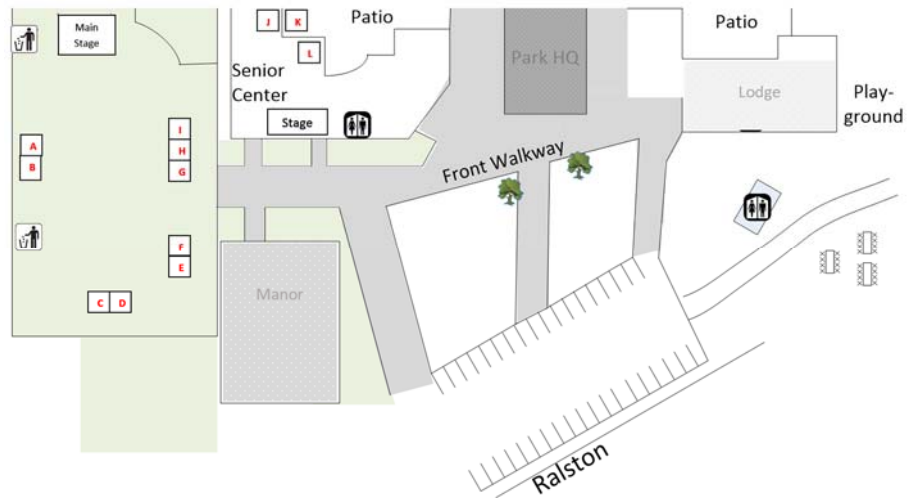 Main
Stage
J
K
Patio
L
Senior
Center
Stage
Park HQ
Patio
Lodge
Play-
ground
A
B
I
H
G
Front Walkway
F
E
C
D
Manor
Ralston